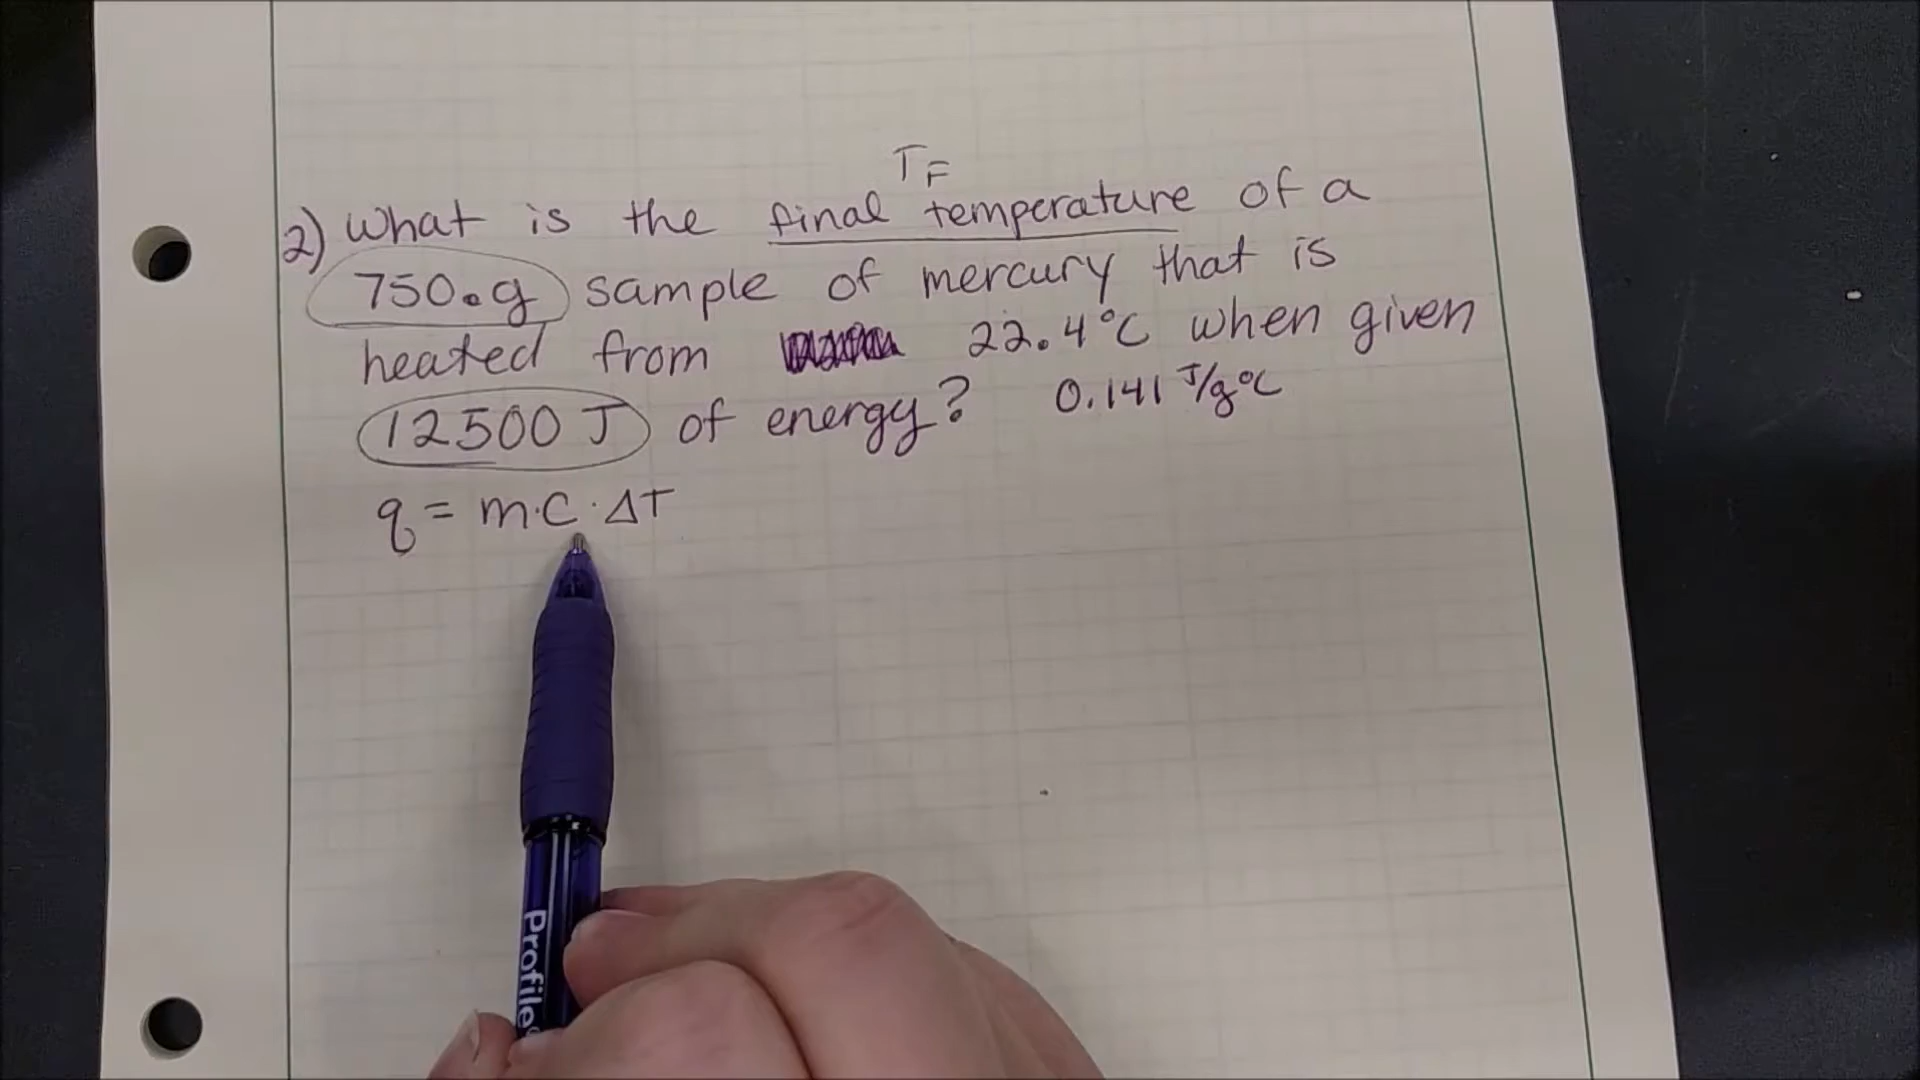 TF
2) What is the final temperature of a
750.g sample of mercury that is
heated from 22.4°C when given
12500 J of energy? 0.141 J/g°C
q = m·C·ΔT
Profile